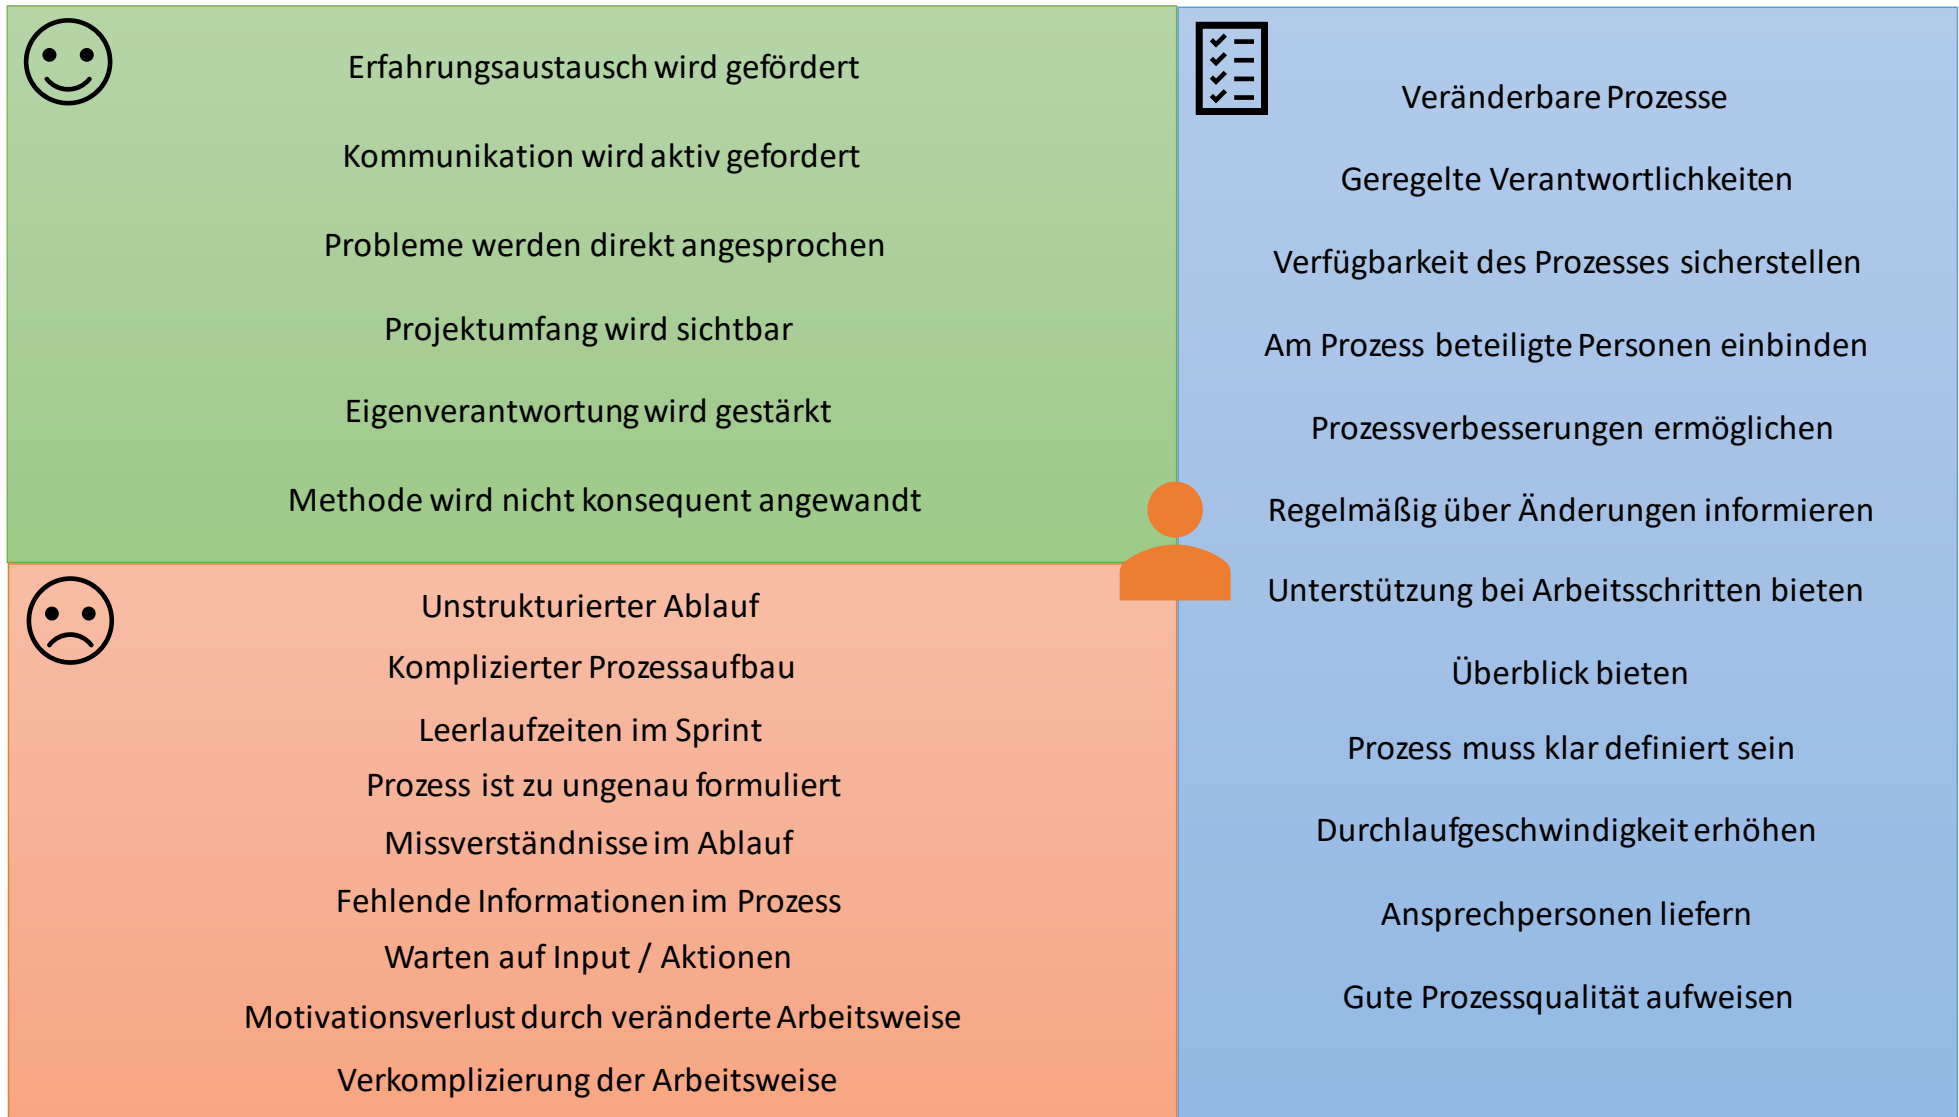 Erfahrungsaustausch wird gefördert
Kommunikation wird aktiv gefordert
Probleme werden direkt angesprochen
Projektumfang wird sichtbar
Eigenverantwortung wird gestärkt
Methode wird nicht konsequent angewandt
Unstrukturierter Ablauf
Komplizierter Prozessaufbau
Leerlaufzeiten im Sprint
Prozess ist zu ungenau formuliert
Missverständnisse im Ablauf
Fehlende Informationen im Prozess
Warten auf Input / Aktionen
Motivationsverlust durch veränderte Arbeitsweise
Verkomplizierung der Arbeitsweise
Veränderbare Prozesse
Geregelte Verantwortlichkeiten
Verfügbarkeit des Prozesses sicherstellen
Am Prozess beteiligte Personen einbinden
Prozessverbesserungen ermöglichen
Regelmäßig über Änderungen informieren
Unterstützung bei Arbeitsschritten bieten
Überblick bieten
Prozess muss klar definiert sein
Durchlaufgeschwindigkeit erhöhen
Ansprechpersonen liefern
Gute Prozessqualität aufweisen